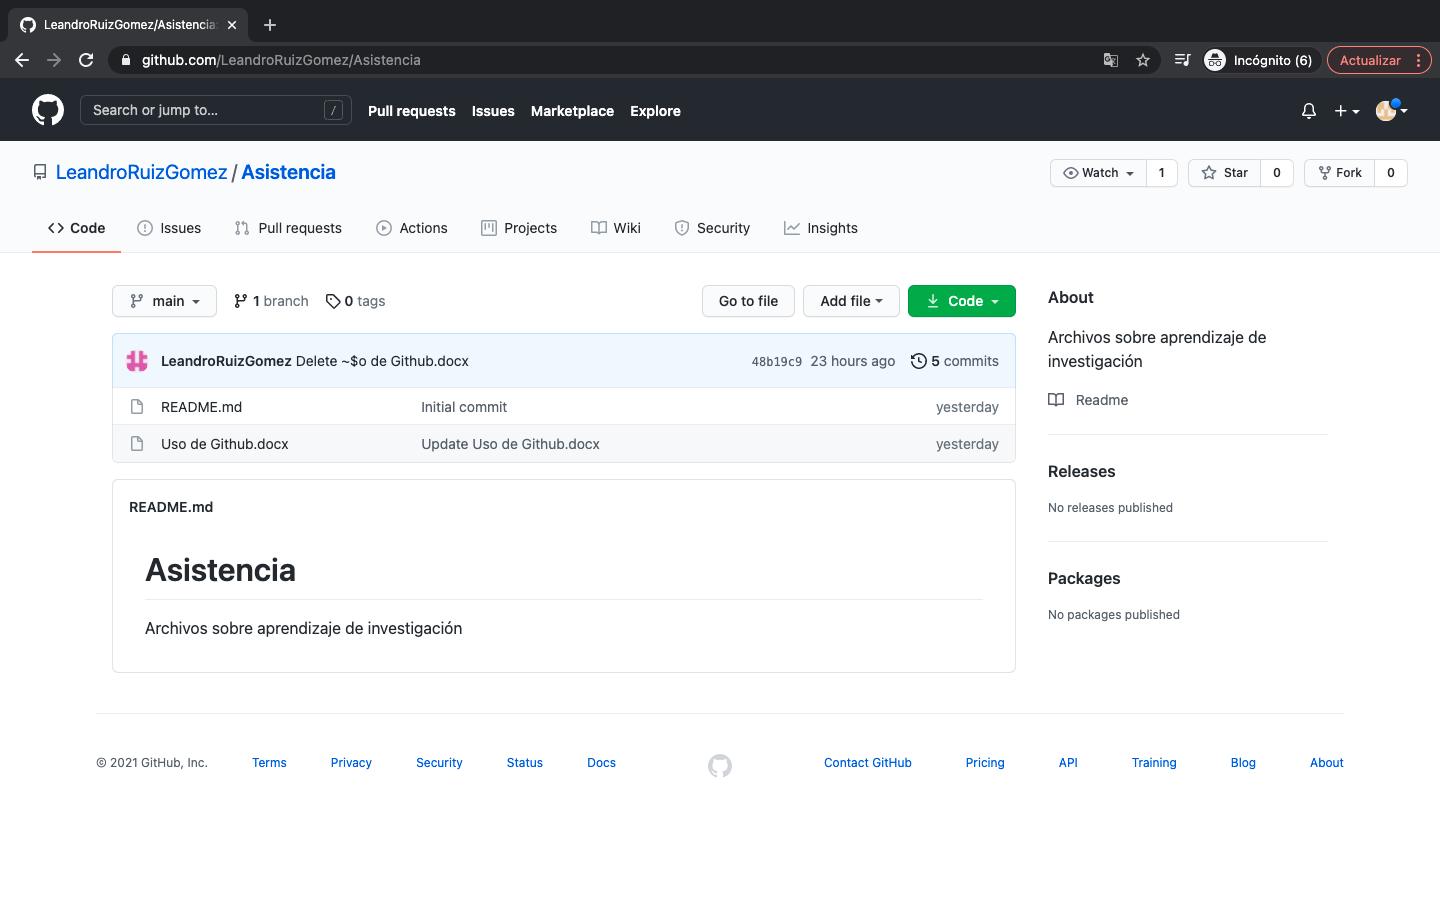 LeandroRuizGomez/Asistencia:
github.com/LeandroRuizGomez/Asistencia
Incógnito (6)
Actualizar
Search or jump to...
/
Pull requests
Issues
Marketplace
Explore
LeandroRuizGomez / Asistencia
Watch 1
Star 0
Fork 0
Code
Issues
Pull requests
Actions
Projects
Wiki
Security
Insights
main
1 branch
0 tags
Go to file
Add file
Code
LeandroRuizGomez Delete ~$o de Github.docx
48b19c9 23 hours ago
5 commits
README.md Initial commit yesterday
Uso de Github.docx Update Uso de Github.docx yesterday
README.md
Asistencia
Archivos sobre aprendizaje de investigación
About
Archivos sobre aprendizaje de
investigación
Readme
Releases
No releases published
Packages
No packages published
© 2021 GitHub, Inc.
Terms
Privacy
Security
Status
Docs
Contact GitHub
Pricing
API
Training
Blog
About